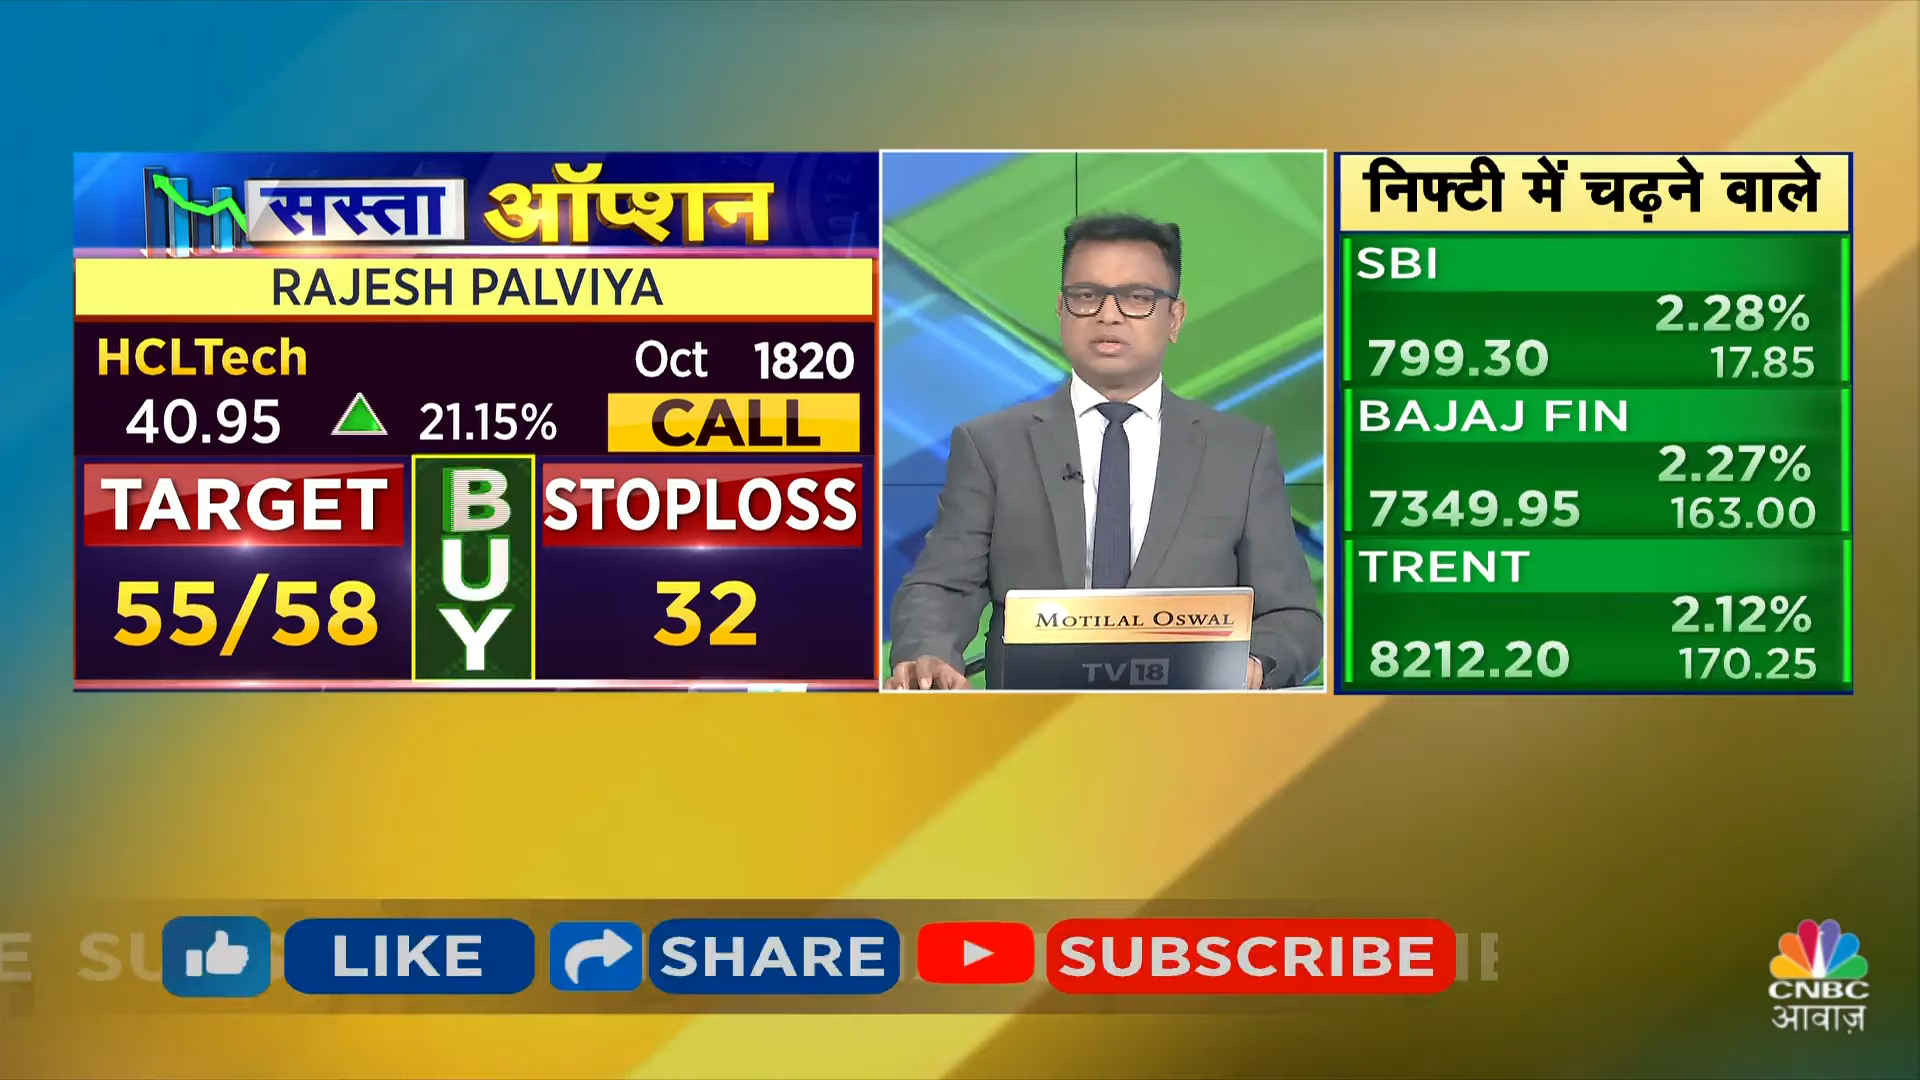 सस्ता ऑप्शन
RAJESH PALVIYA
HCLTech Oct 1820
40.95 21.15% CALL
TARGET BUY STOPLOSS
55/58 32
MOTILAL OSWAL
TV18
निफ्टी में चढ़ने वाले
SBI
2.28%
799.30 17.85
BAJAJ FIN
2.27%
7349.95 163.00
TRENT
2.12%
8212.20 170.25
LIKE SHARE SUBSCRIBE
CNBC
आवाज़